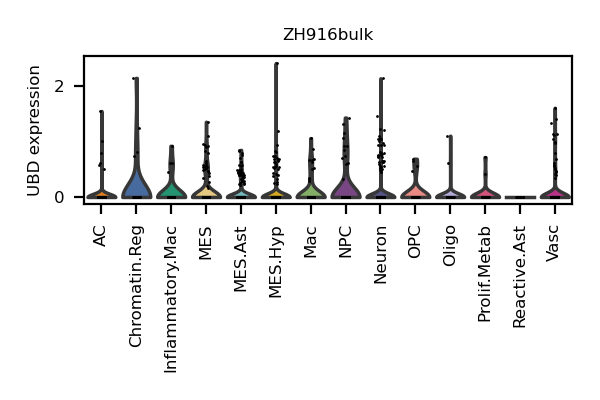 ZH916bulk
UBD expression
2
0
AC
Chromatin.Reg
Inflammatory.Mac
MES
MES.Ast
MES.Hyp
Mac
NPC
Neuron
OPC
Oligo
Prolif.Metab
Reactive.Ast
Vasc